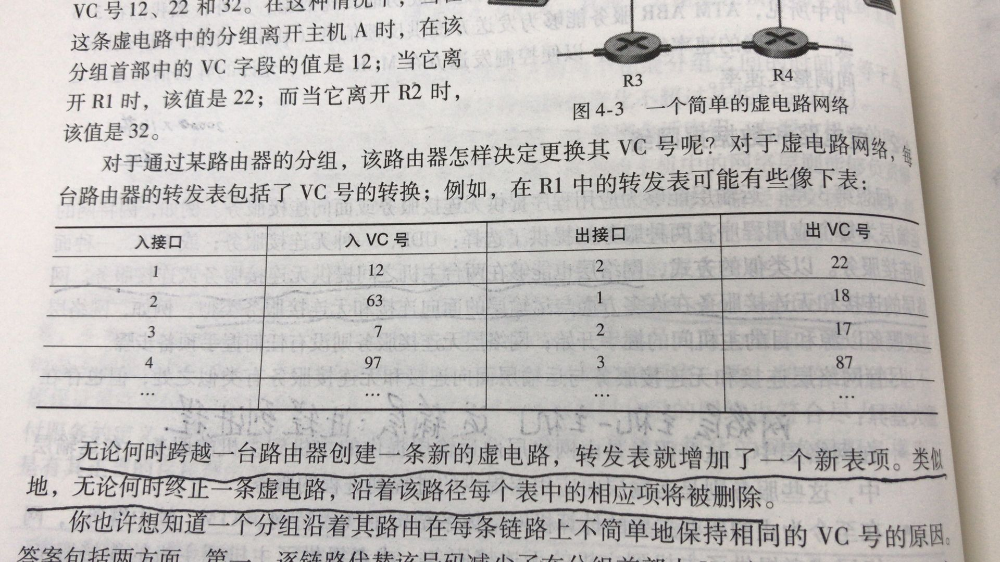 VC 号12、22 和 32。在这种情况下，当在
这条虚电路中的分组离开主机 A 时，在该
分组首部中的 VC 字段的值是 12；当它离
开 R1 时，该值是 22；而当它离开 R2 时，
该值是 32。
R3
R4
图 4-3 一个简单的虚电路网络
对于通过某路由器的分组，该路由器怎样决定更换其 VC 号呢？对于虚电路网络，每
台路由器的转发表包括了 VC 号的转换；例如，在 R1 中的转发表可能有些像下表：
入接口 入 VC 号 出接口 出 VC 号
1 12 2 22
2 63 1 18
3 7 2 17
4 97 3 87
… … … …
无论何时跨越一台路由器创建一条新的虚电路，转发表就增加了一个新表项。类似
地，无论何时终止一条虚电路，沿着该路径每个表中的相应项将被删除。
你也许想知道一个分组沿着其路由在每条链路上不简单地保持相同的 VC 号的原因。
答案包括两方面。第一，逐链路代替该号码减少了在分组首部中